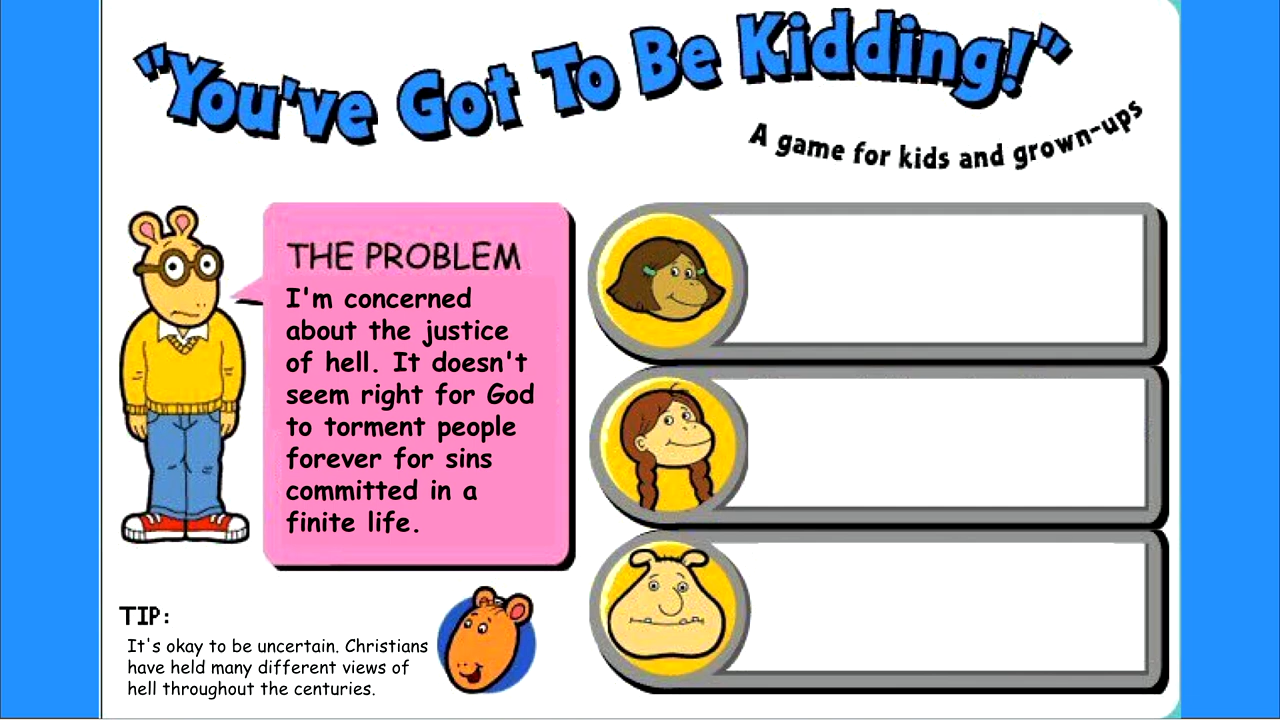 "You've Got To Be Kidding!"
A game for kids and grown-ups
THE PROBLEM
I'm concerned
about the justice
of hell. It doesn't
seem right for God
to torment people
forever for sins
committed in a
finite life.
TIP:
It's okay to be uncertain. Christians
have held many different views of
hell throughout the centuries.